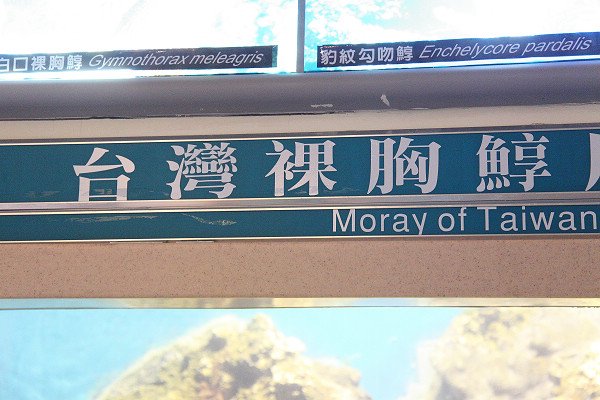 白口裸胸鯙 Gymnothorax meleagris
豹紋勾吻鯙 Enchelycore pardalis
台灣裸胸鯙
Moray of Taiwan